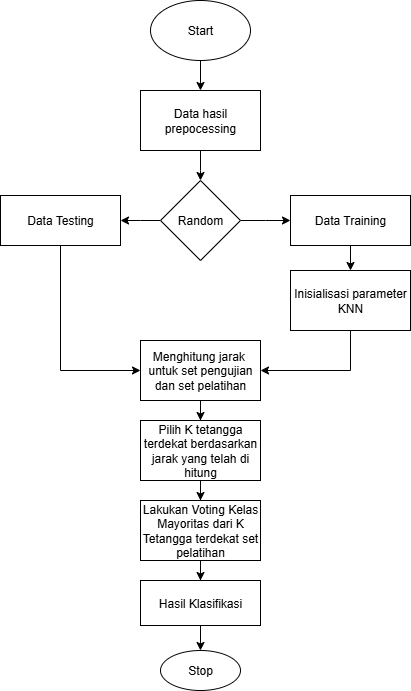 Start
Data hasil
prepocessing
Random
Data Testing
Data Training
Inisialisasi parameter
KNN
Menghitung jarak
untuk set pengujian
dan set pelatihan
Pilih K tetangga
terdekat berdasarkan
jarak yang telah di
hitung
Lakukan Voting Kelas
Mayoritas dari K
Tetangga terdekat set
pelatihan
Hasil Klasifikasi
Stop